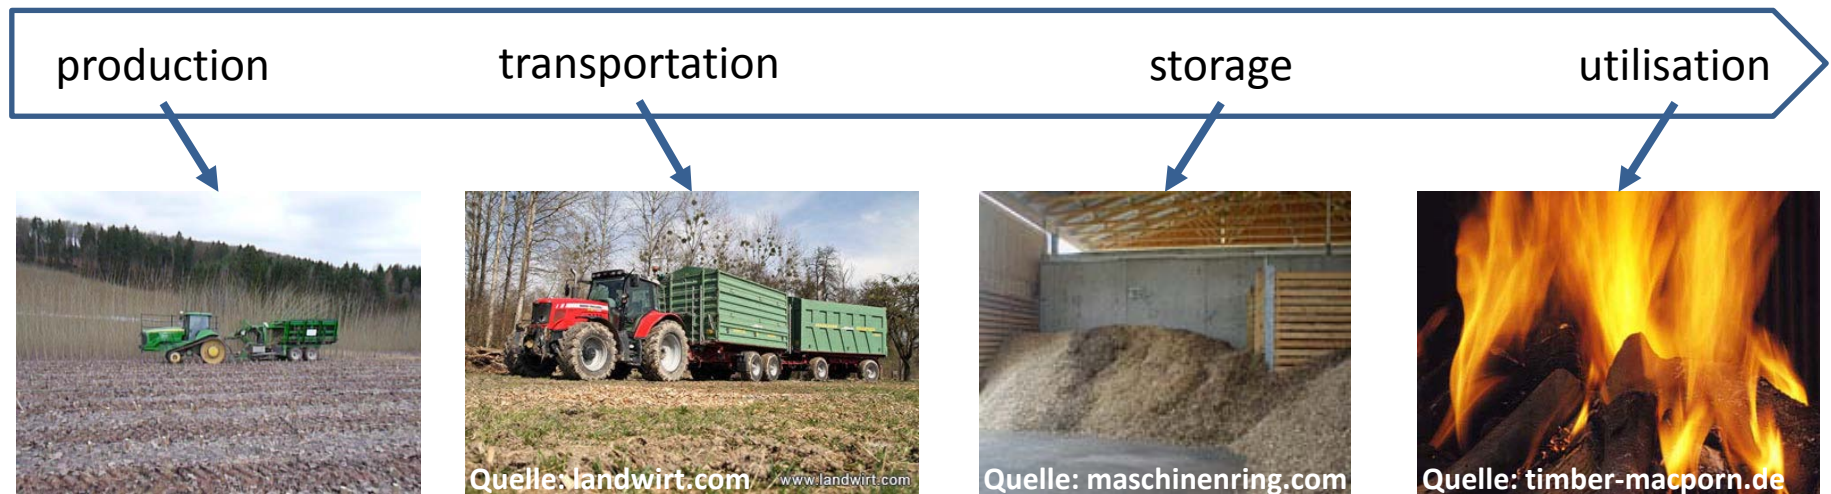 production
transportation
storage
utilisation
Quelle: landwirt.com
www.landwirt.com
Quelle: maschinenring.com
Quelle: timber-macporn.de